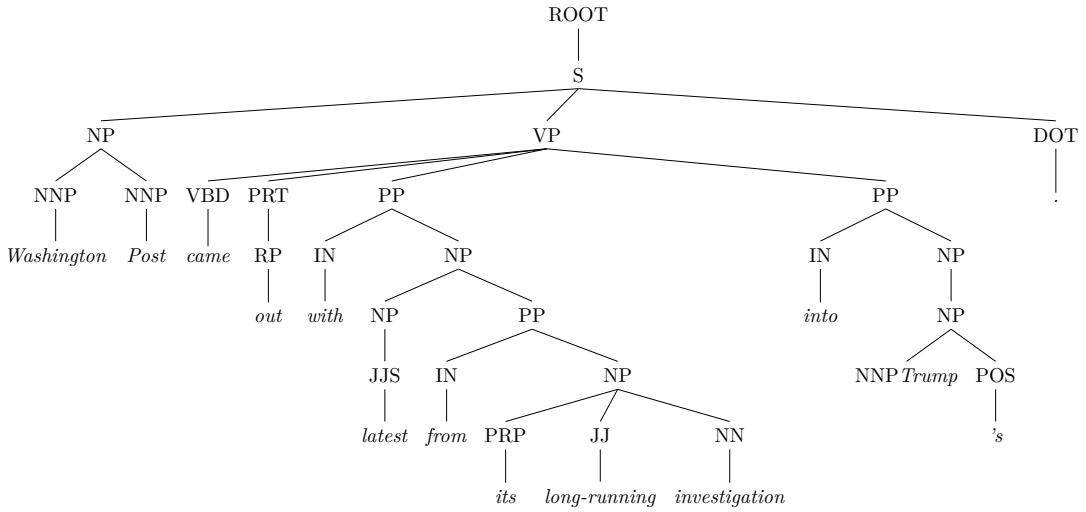 ROOT
S
NP VP DOT
NNP NNP VBD PRT PP PP .
Washington Post came RP IN NP IN NP
out with NP PP into NP
JJS IN NP NNP Trump POS
latest from PRP JJ NN 's
its long-running investigation